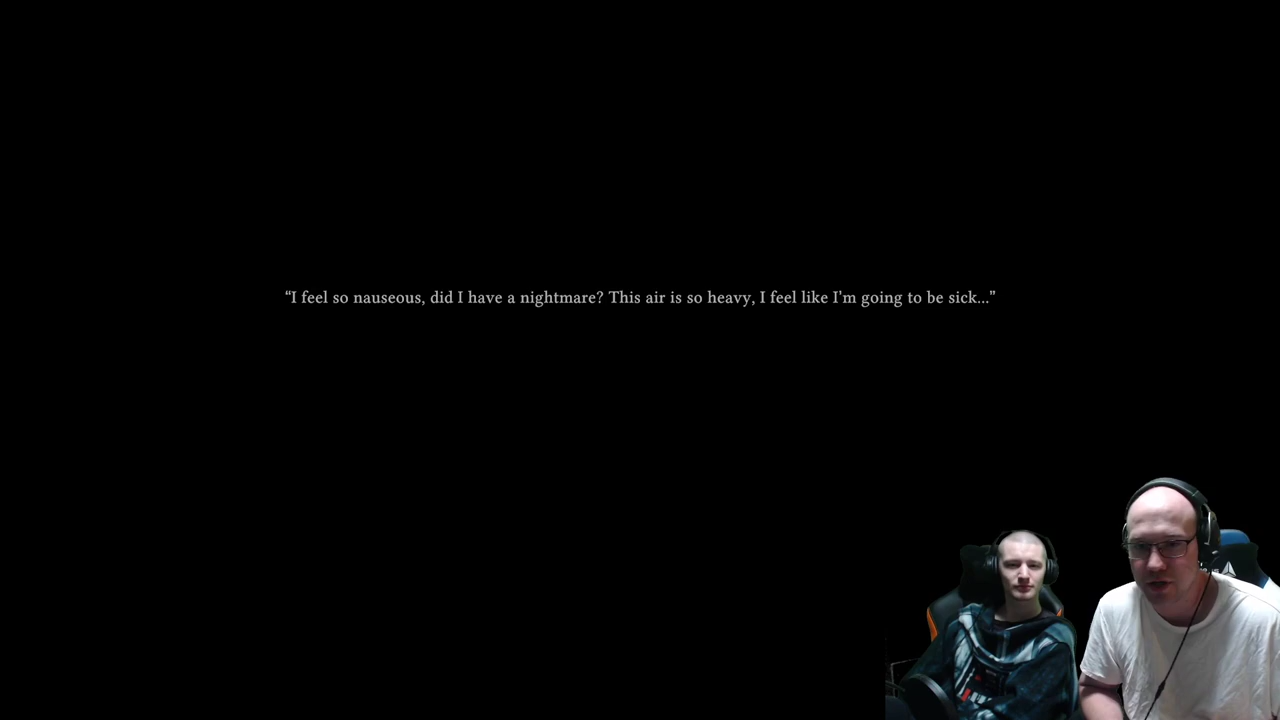 “I feel so nauseous, did I have a nightmare? This air is so heavy, I feel like I'm going to be sick..."